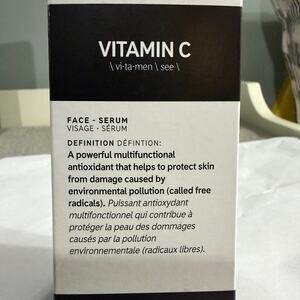 VITAMIN C
\ vi·ta·men \ see \
FACE - SERUM
VISAGE - SÉRUM
DEFINITION DÉFINTION:
A powerful multifunctional
antioxidant that helps to protect skin
from damage caused by
environmental pollution (called free
radicals). Puissant antioxydant
multifonctionnel qui contribue à
protéger la peau des dommages
causés par la pollution
environnementale (radicaux libres).